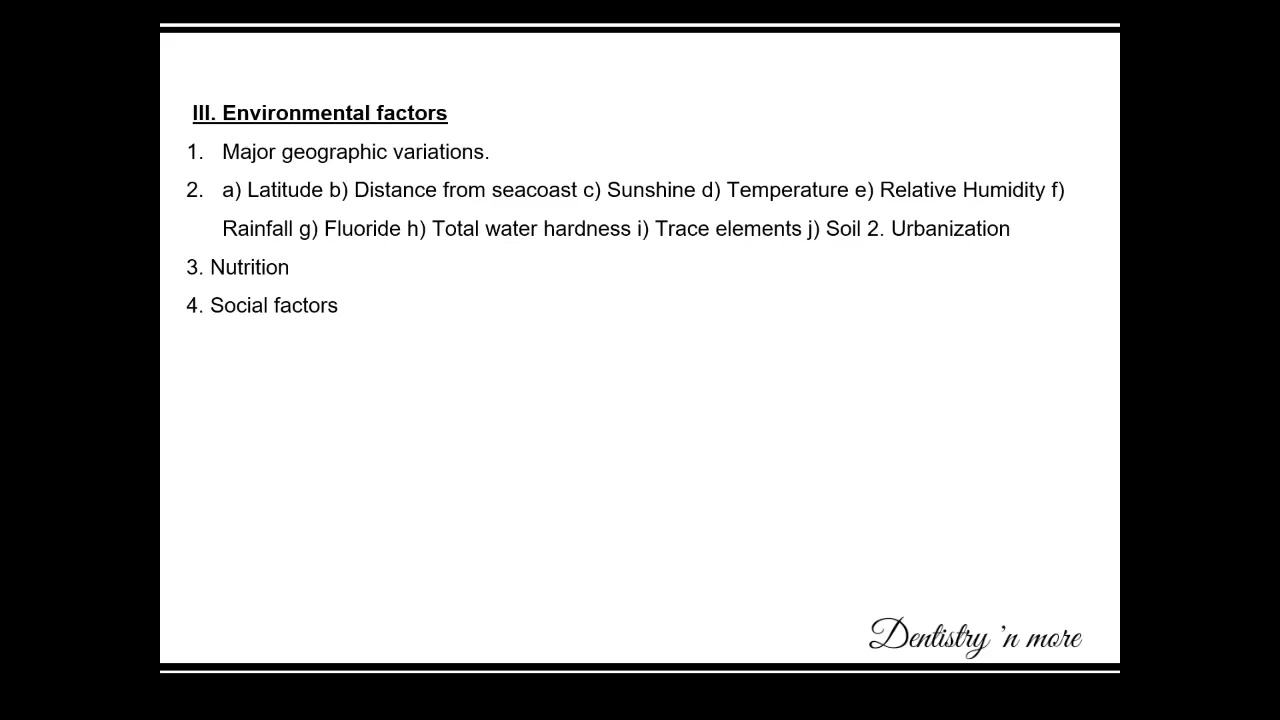 III. Environmental factors
1. Major geographic variations.
2. a) Latitude b) Distance from seacoast c) Sunshine d) Temperature e) Relative Humidity f)
Rainfall g) Fluoride h) Total water hardness i) Trace elements j) Soil 2. Urbanization
3. Nutrition
4. Social factors
Dentistry 'n more